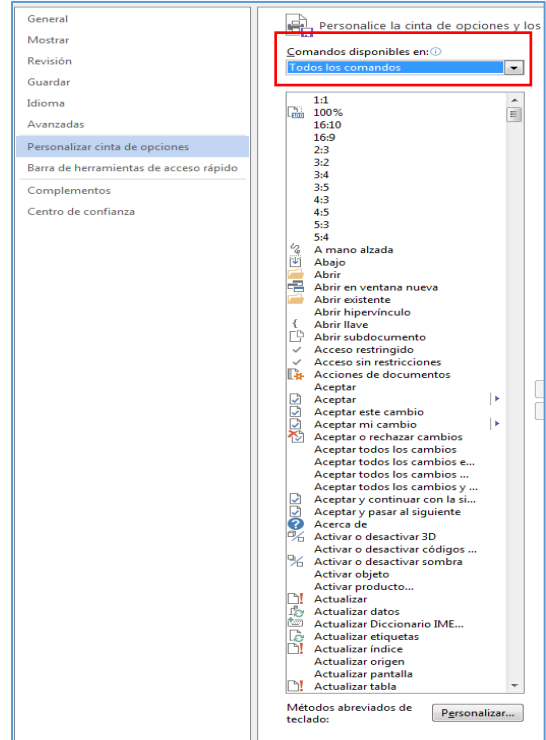 General
Mostrar
Revisión
Guardar
Idioma
Avanzadas
Personalizar cinta de opciones
Barra de herramientas de acceso rápido
Complementos
Centro de confianza
Personalice la cinta de opciones y los
Comandos disponibles en:
Todos los comandos
1:1
100%
16:10
16:9
2:3
3:2
3:4
3:5
4:3
4:5
5:3
5:4
A mano alzada
Abajo
Abrir
Abrir en ventana nueva
Abrir existente
Abrir hipervínculo
Abrir llave
Abrir subdocumento
Acceso restringido
Acceso sin restricciones
Acciones de documentos
Aceptar
Aceptar
Aceptar este cambio
Aceptar mi cambio
Aceptar o rechazar cambios
Aceptar todos los cambios
Aceptar todos los cambios e...
Aceptar todos los cambios ...
Aceptar todos los cambios y ...
Aceptar y continuar con la si...
Aceptar y pasar al siguiente
Acerca de
Activar o desactivar 3D
Activar o desactivar códigos ...
Activar o desactivar sombra
Activar objeto
Activar producto...
Actualizar
Actualizar datos
Actualizar Diccionario IME...
Actualizar etiquetas
Actualizar índice
Actualizar origen
Actualizar pantalla
Actualizar tabla
Métodos abreviados de
teclado:
Personalizar...